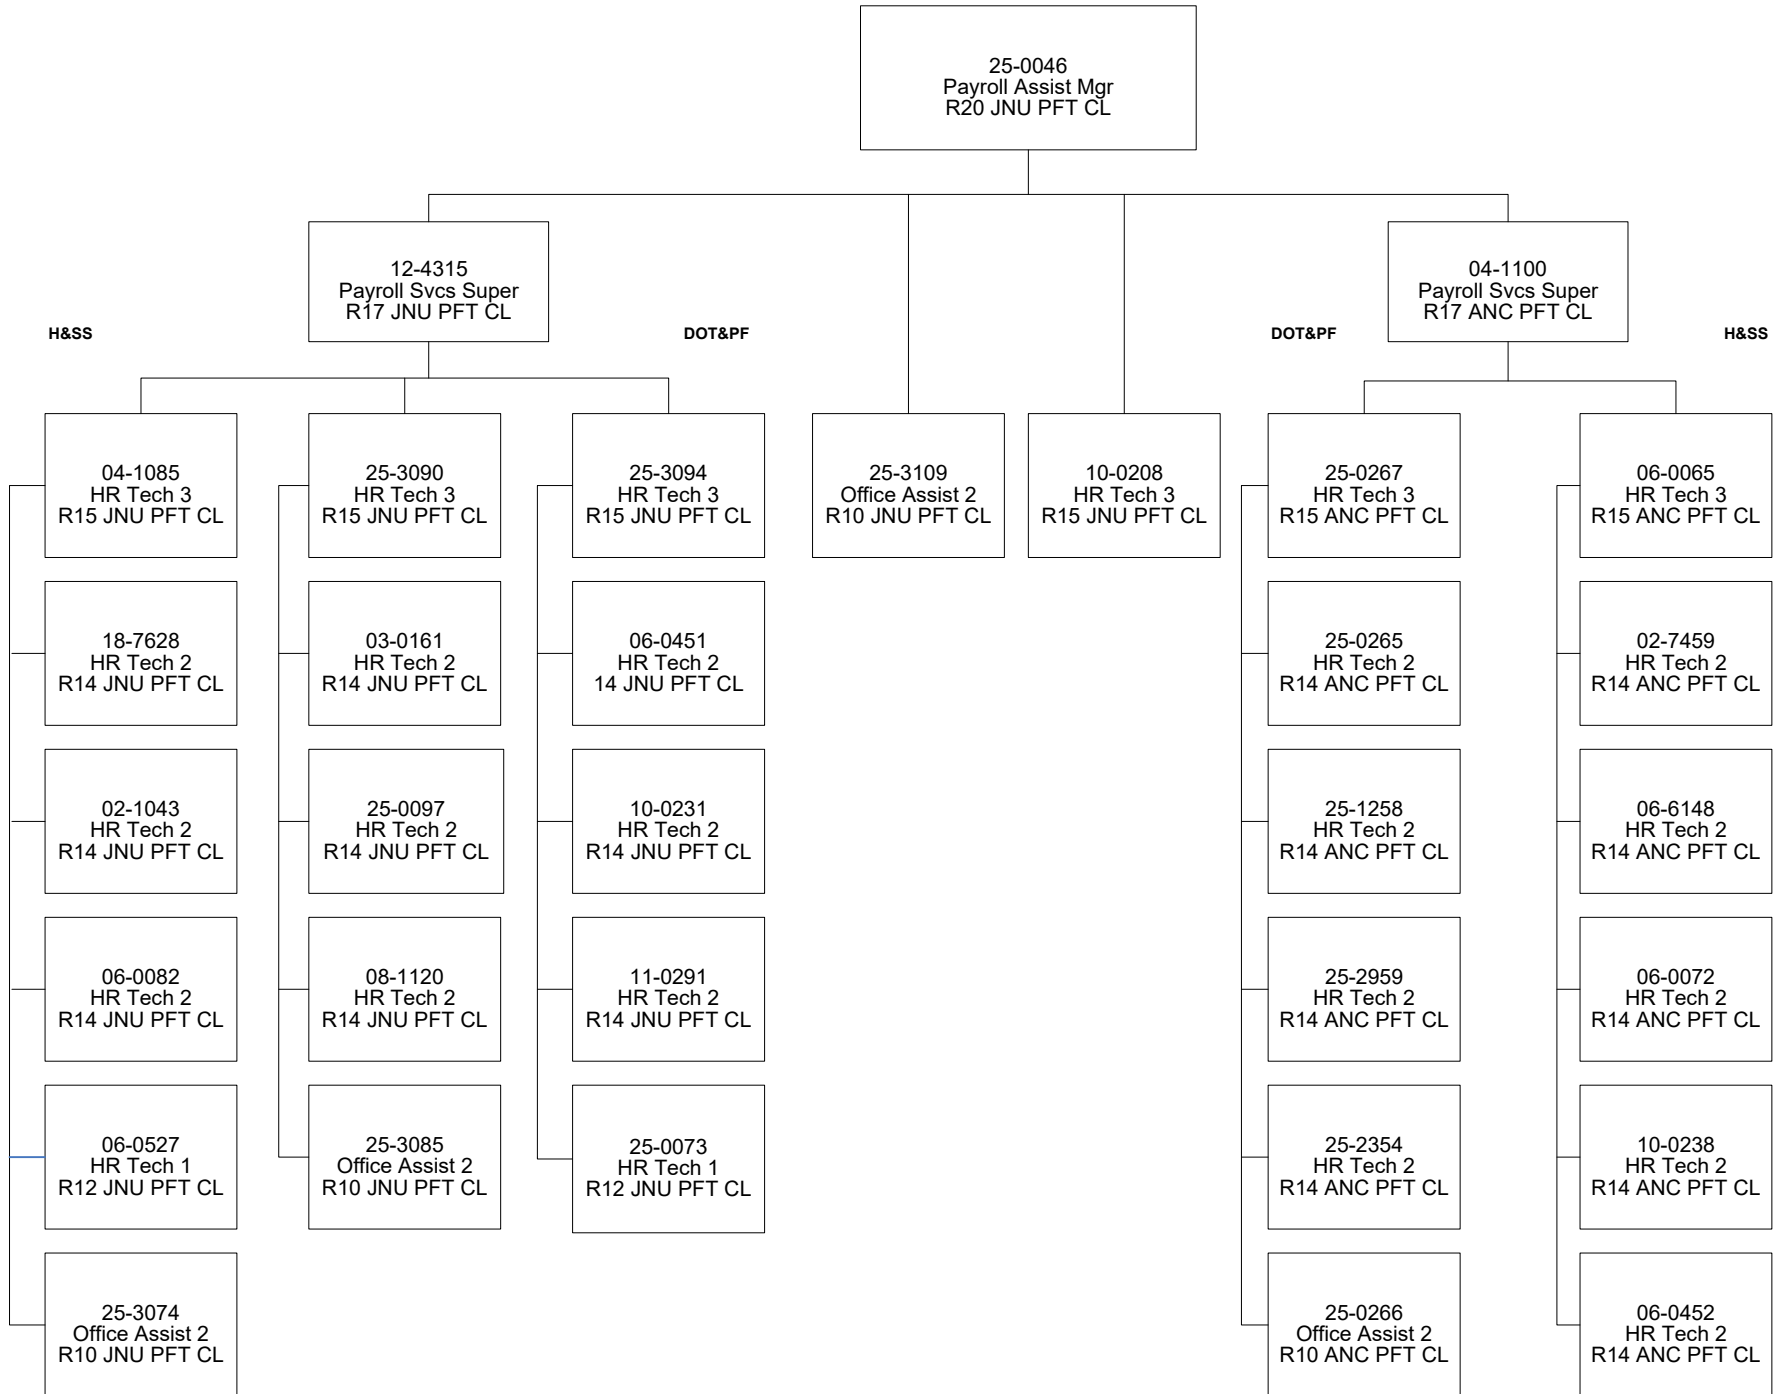 25-0046
Payroll Assist Mgr
R20 JNU PFT CL
12-4315
Payroll Svcs Super
R17 JNU PFT CL
04-1100
Payroll Svcs Super
R17 ANC PFT CL
H&SS
DOT&PF
DOT&PF
H&SS
04-1085
HR Tech 3
R15 JNU PFT CL
25-3090
HR Tech 3
R15 JNU PFT CL
25-3094
HR Tech 3
R15 JNU PFT CL
25-3109
Office Assist 2
R10 JNU PFT CL
10-0208
HR Tech 3
R15 JNU PFT CL
25-0267
HR Tech 3
R15 ANC PFT CL
06-0065
HR Tech 3
R15 ANC PFT CL
18-7628
HR Tech 2
R14 JNU PFT CL
03-0161
HR Tech 2
R14 JNU PFT CL
06-0451
HR Tech 2
14 JNU PFT CL
25-0265
HR Tech 2
R14 ANC PFT CL
02-7459
HR Tech 2
R14 ANC PFT CL
02-1043
HR Tech 2
R14 JNU PFT CL
25-0097
HR Tech 2
R14 JNU PFT CL
10-0231
HR Tech 2
R14 JNU PFT CL
25-1258
HR Tech 2
R14 ANC PFT CL
06-6148
HR Tech 2
R14 ANC PFT CL
06-0082
HR Tech 2
R14 JNU PFT CL
08-1120
HR Tech 2
R14 JNU PFT CL
11-0291
HR Tech 2
R14 JNU PFT CL
25-2959
HR Tech 2
R14 ANC PFT CL
06-0072
HR Tech 2
R14 ANC PFT CL
06-0527
HR Tech 1
R12 JNU PFT CL
25-3085
Office Assist 2
R10 JNU PFT CL
25-0073
HR Tech 1
R12 JNU PFT CL
25-2354
HR Tech 2
R14 ANC PFT CL
10-0238
HR Tech 2
R14 ANC PFT CL
25-3074
Office Assist 2
R10 JNU PFT CL
25-0266
Office Assist 2
R10 ANC PFT CL
06-0452
HR Tech 2
R14 ANC PFT CL